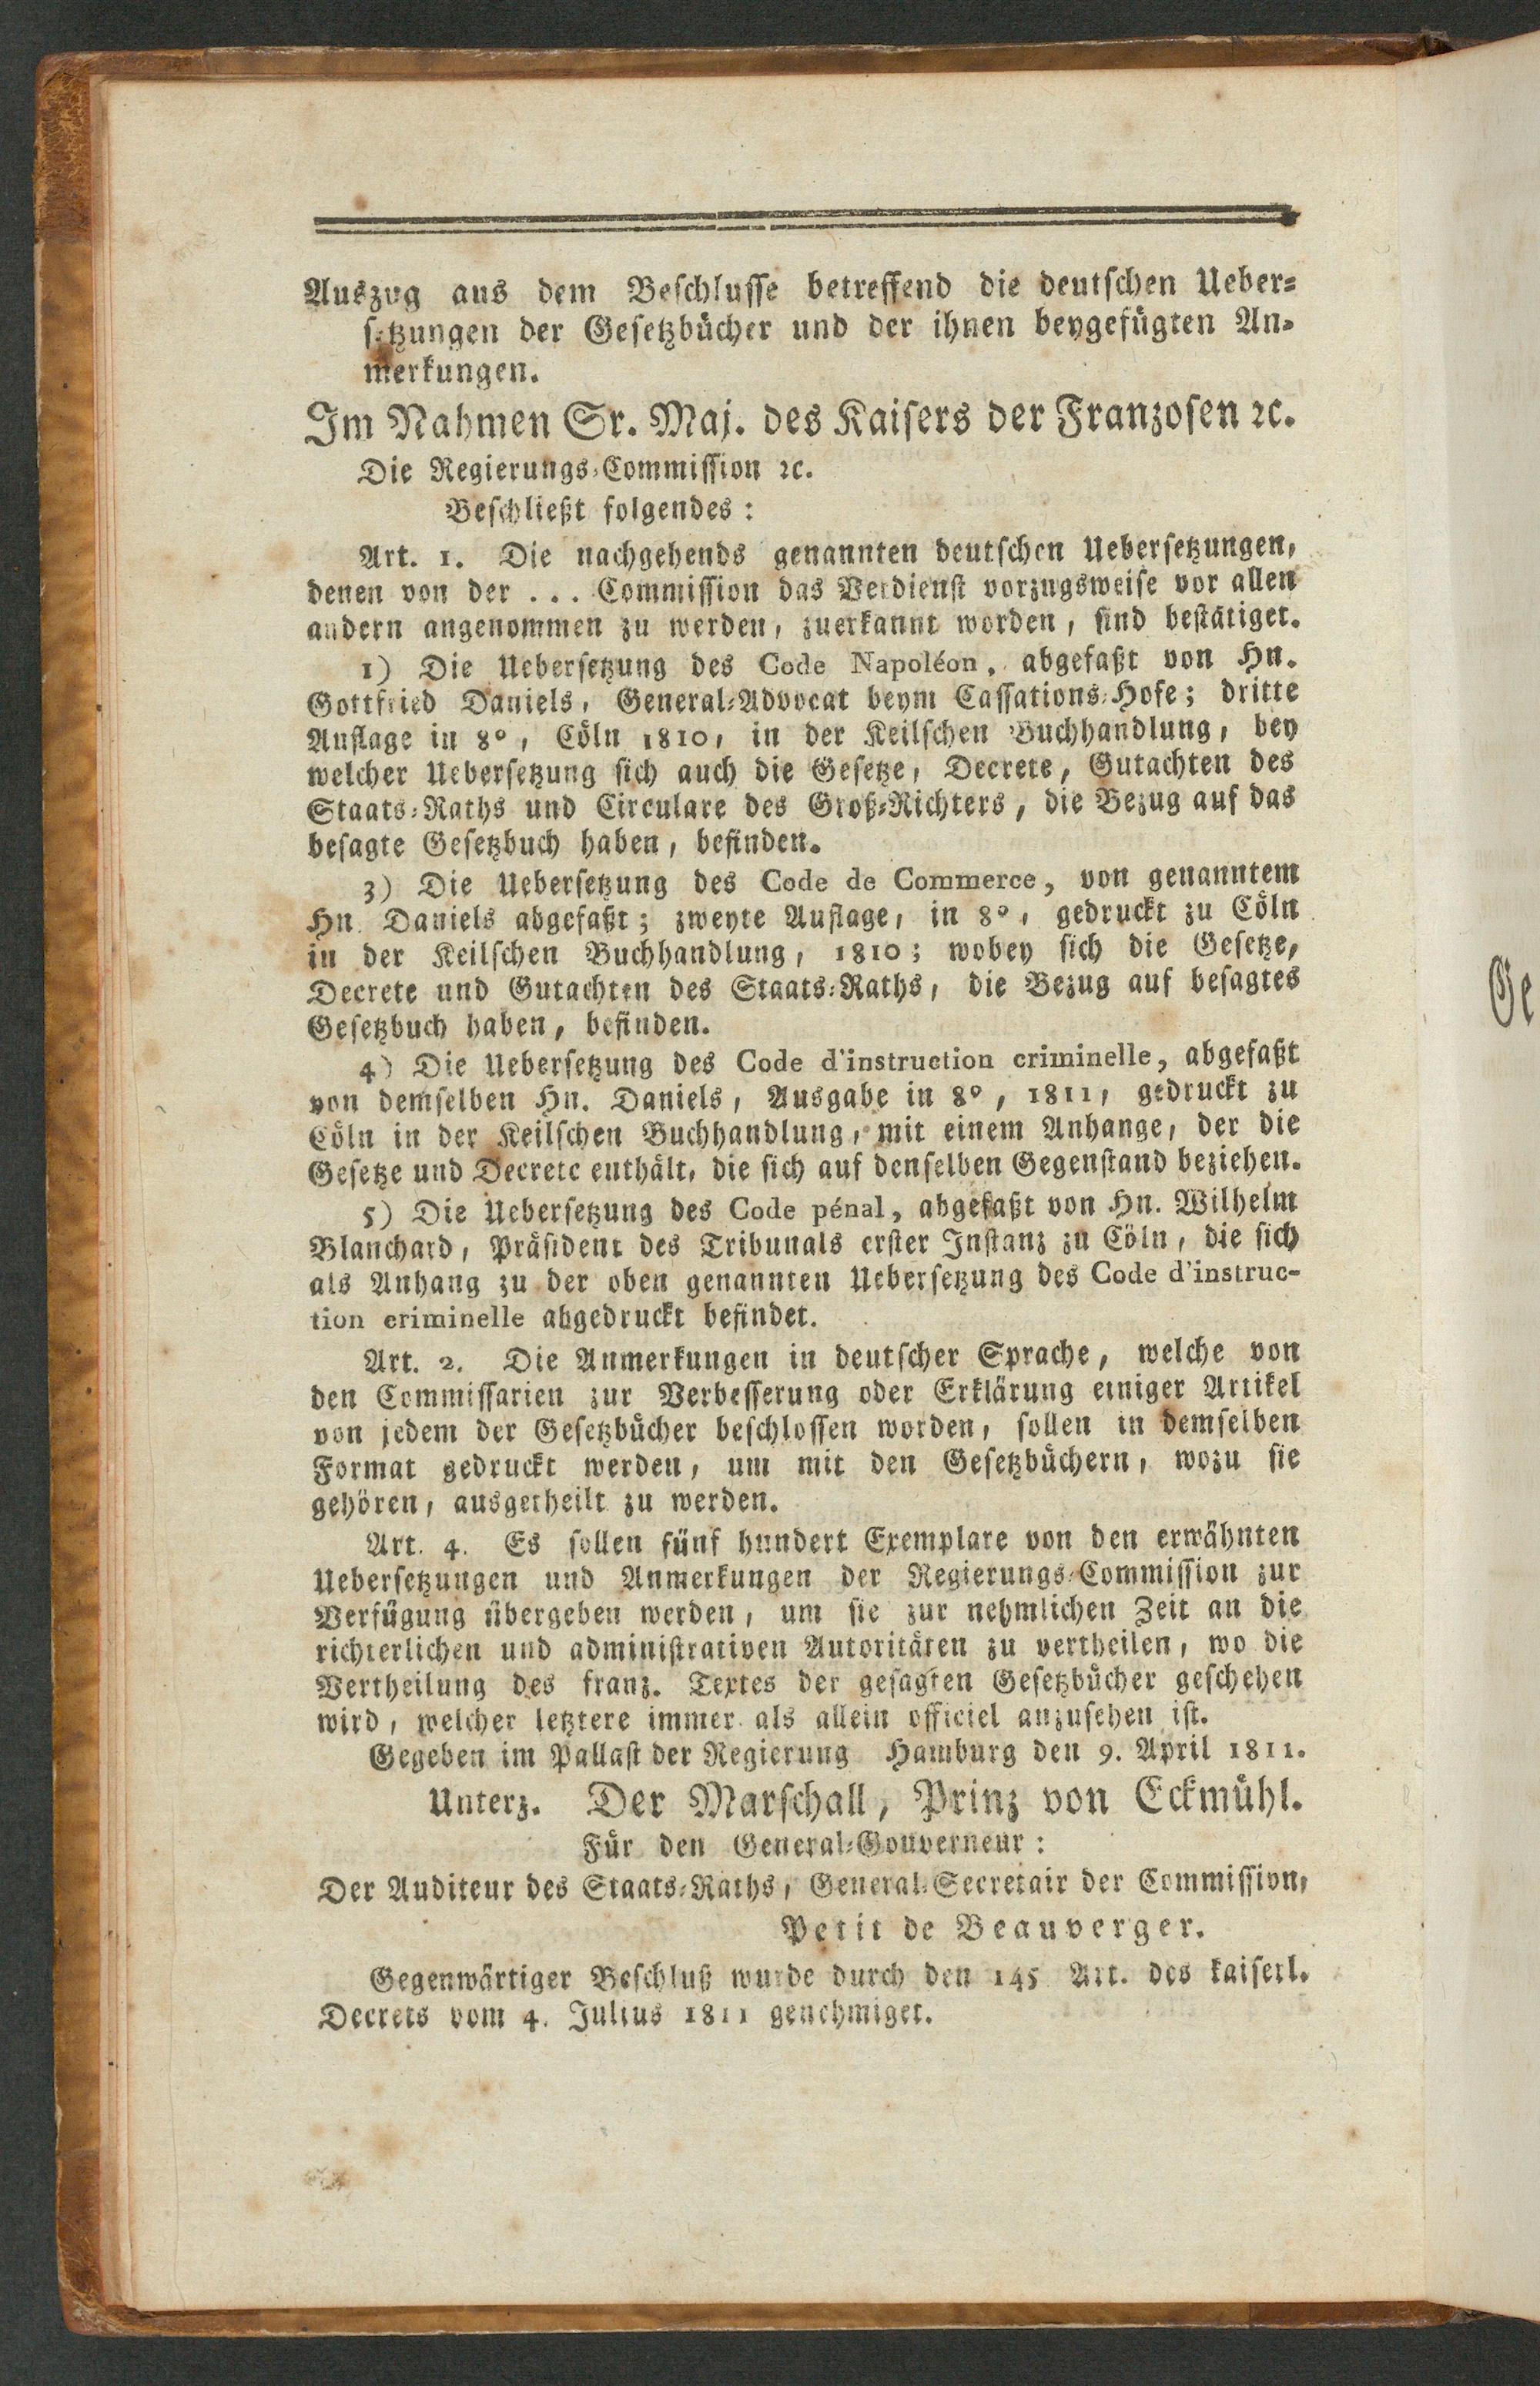 Auszug aus dem Beschlusse betreffend die deutschen Ueber-
setzungen der Gesetzbücher und der ihnen beygefügten An-
merkungen.
Im Nahmen Sr. Maj. des Kaisers der Franzosen ꝛc.
Die Regierungs-Commission ꝛc.
Beschließt folgendes:
Art. 1. Die nachgehends genannten deutschen Uebersetzungen,
denen von der ... Commission das Verdienst vorzugsweise vor allen
andern angenommen zu werden, zuerkannt worden, sind bestätiget.
1) Die Uebersetzung des Code Napoléon, abgefaßt von Hn.
Gottfried Daniels, General-Advocat beym Cassations-Hofe; dritte
Auflage in 8°, Cöln 1810, in der Keilschen Buchhandlung, bey
welcher Uebersetzung sich auch die Gesetze, Decrete, Gutachten des
Staats-Raths und Circulare des Groß-Richters, die Bezug auf das
besagte Gesetzbuch haben, befinden.
3) Die Uebersetzung des Code de Commerce, von genanntem
Hn. Daniels abgefaßt; zweyte Auflage, in 8°, gedruckt zu Cöln
in der Keilschen Buchhandlung, 1810; wobey sich die Gesetze,
Decrete und Gutachten des Staats-Raths, die Bezug auf besagtes
Gesetzbuch haben, befinden.
4) Die Uebersetzung des Code d'instruction criminelle, abgefaßt
von demselben Hn. Daniels, Ausgabe in 8°, 1811, gedruckt zu
Cöln in der Keilschen Buchhandlung, mit einem Anhange, der die
Gesetze und Decrete enthält, die sich auf denselben Gegenstand beziehen.
5) Die Uebersetzung des Code pénal, abgefaßt von Hn. Wilhelm
Blanchard, Präsident des Tribunals erster Instanz zu Cöln, die sich
als Anhang zu der oben genannten Uebersetzung des Code d'instruc-
tion criminelle abgedruckt befindet.
Art. 2. Die Anmerkungen in deutscher Sprache, welche von
den Commissarien zur Verbesserung oder Erklärung einiger Artikel
von jedem der Gesetzbücher beschlossen worden, sollen in demselben
Format gedruckt werden, um mit den Gesetzbüchern, wozu sie
gehören, ausgetheilt zu werden.
Art. 4. Es sollen fünf hundert Exemplare von den erwähnten
Uebersetzungen und Anmerkungen der Regierungs-Commission zur
Verfügung übergeben werden, um sie zur nehmlichen Zeit an die
richterlichen und administrativen Autoritäten zu vertheilen, wo die
Vertheilung des franz. Textes der gesagten Gesetzbücher geschehen
wird, welcher letztere immer als allein officiel anzusehen ist.
Gegeben im Pallast der Regierung Hamburg den 9. April 1811.
Unterz. Der Marschall, Prinz von Eckmühl.
Für den General-Gouverneur:
Der Auditeur des Staats-Raths, General-Secretair der Commission,
Petit de Beauverger.
Gegenwärtiger Beschluß wurde durch den 145 Art. des kaiserl.
Decrets vom 4. Julius 1811 genehmiget.
Ge